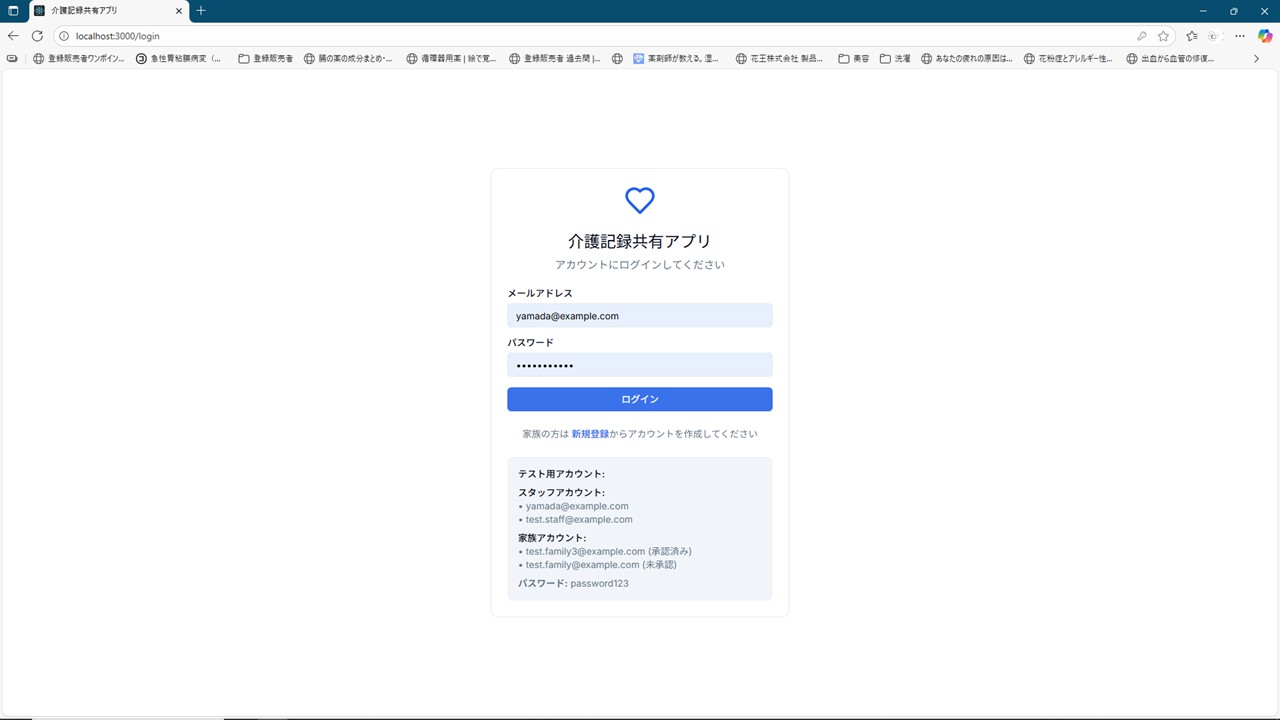 介護記録共有アプリ
localhost:3000/login
登録販売者ワンポイン...
急性胃粘膜病変 (...
登録販売者
腸の薬の成分まとめ-...
循環器用薬 | 絵で覚...
登録販売者 過去問 |...
薬剤師が教える。湿...
花王株式会社 製品...
美容
洗濯
あなたの疲れの原因は...
花粉症とアレルギー性...
出血から血管の修復...
介護記録共有アプリ
アカウントにログインしてください
メールアドレス
yamada@example.com
パスワード
•••••••••••
ログイン
家族の方は 新規登録からアカウントを作成してください
テスト用アカウント:
スタッフアカウント:
• yamada@example.com
• test.staff@example.com
家族アカウント:
• test.family3@example.com (承認済み)
• test.family@example.com (未承認)
パスワード: password123